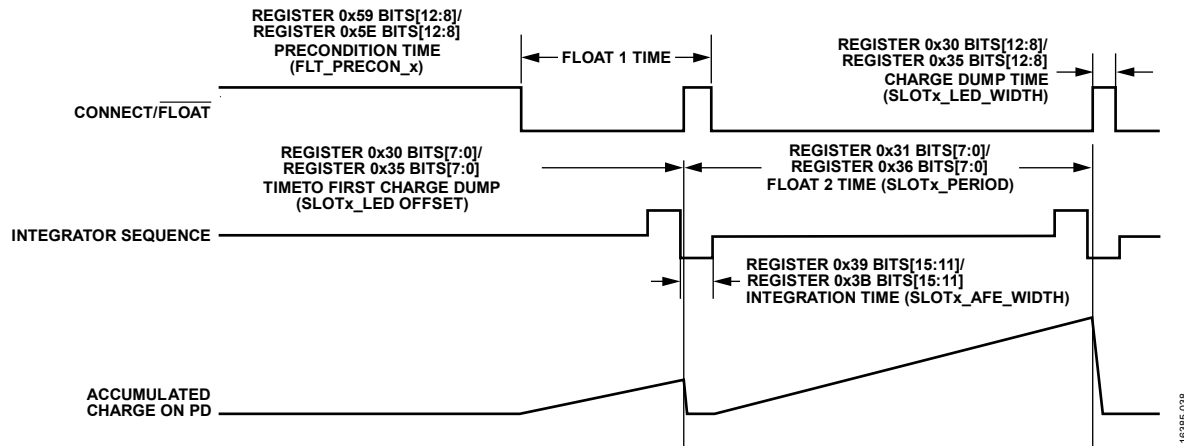 REGISTER 0x59 BITS[12:8]/
REGISTER 0x5E BITS[12:8]
PRECONDITION TIME
(FLT_PRECON_x)
FLOAT 1 TIME
REGISTER 0x30 BITS[12:8]/
REGISTER 0x35 BITS[12:8]
CHARGE DUMP TIME
(SLOTx_LED_WIDTH)
CONNECT/FLOAT
REGISTER 0x30 BITS[7:0]/
REGISTER 0x35 BITS[7:0]
TIMETO FIRST CHARGE DUMP
(SLOTx_LED OFFSET)
REGISTER 0x31 BITS[7:0]/
REGISTER 0x36 BITS[7:0]
FLOAT 2 TIME (SLOTx_PERIOD)
INTEGRATOR SEQUENCE
REGISTER 0x39 BITS[15:11]/
REGISTER 0x3B BITS[15:11]
INTEGRATION TIME (SLOTx_AFE_WIDTH)
ACCUMULATED
CHARGE ON PD
16385-038